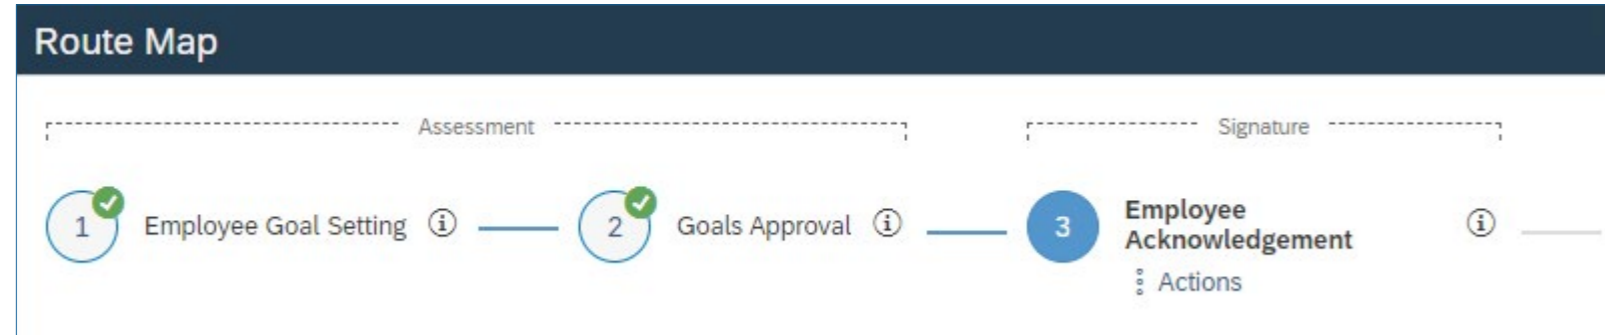 Route Map
Assessment
Signature
1 Employee Goal Setting i
2 Goals Approval i
3 Employee
Acknowledgement i
Actions